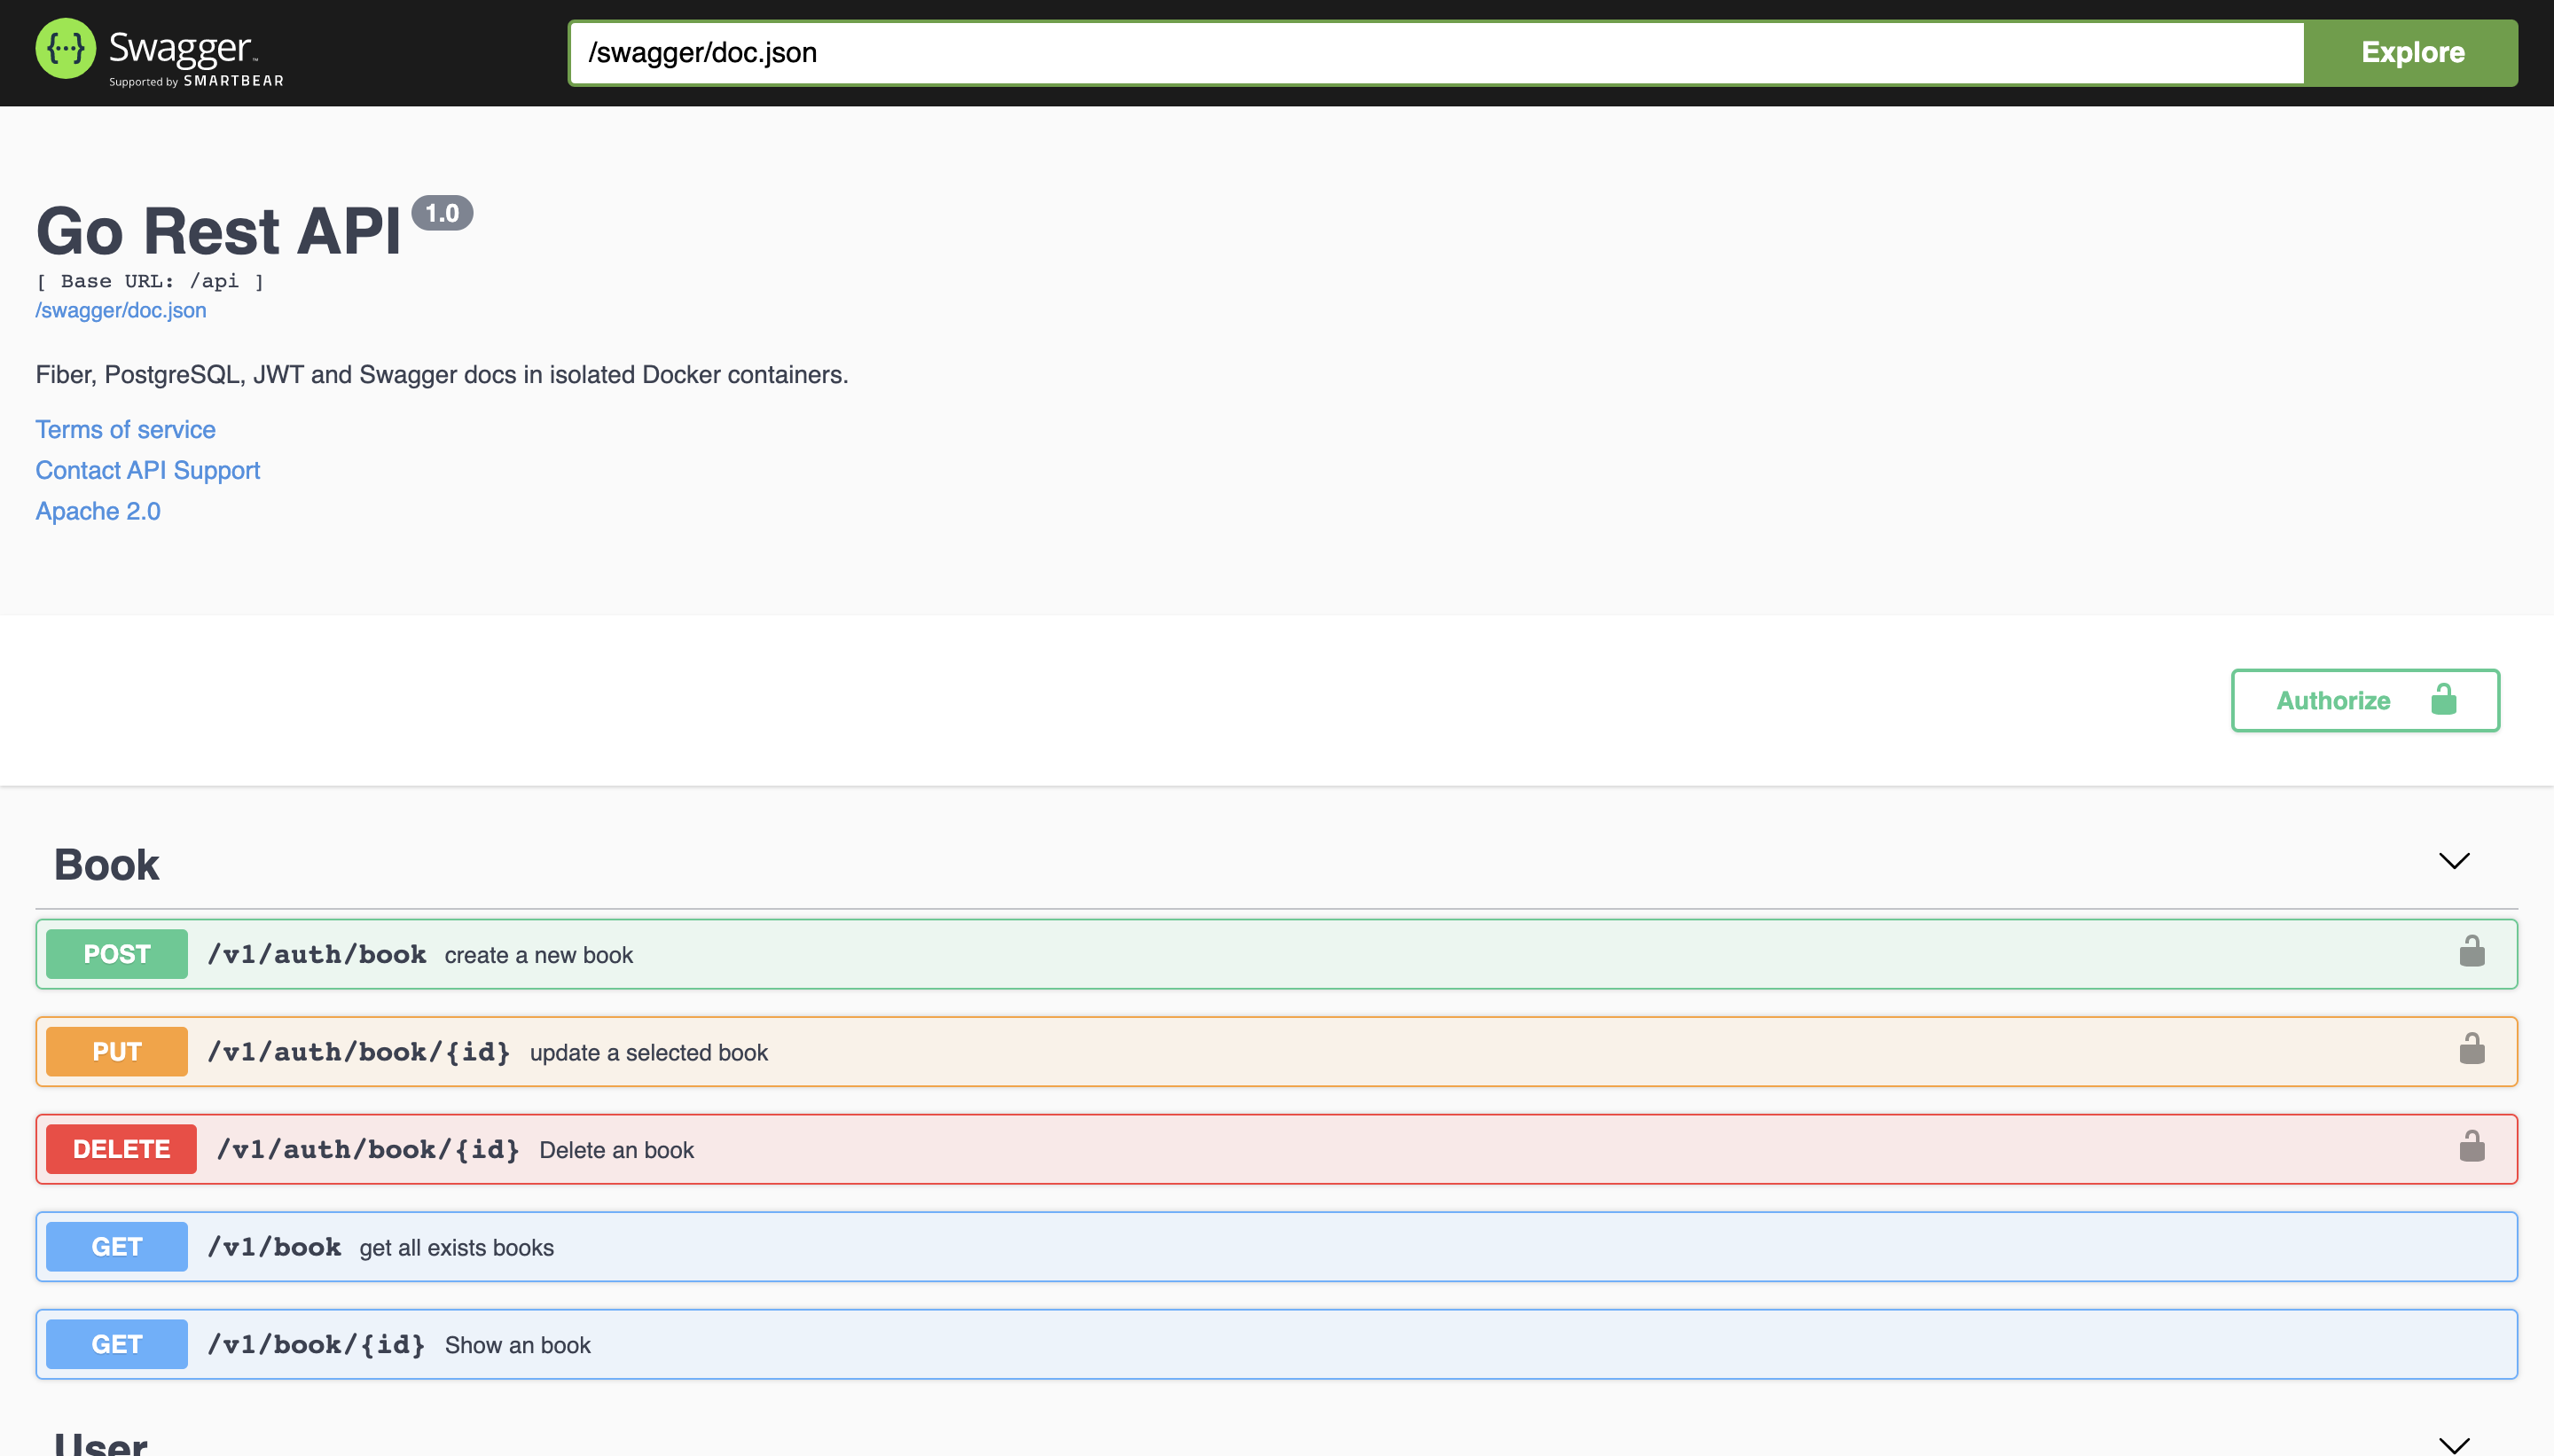 {···} Swagger™
Supported by SMARTBEAR
/swagger/doc.json
Explore
Go Rest API 1.0
[ Base URL: /api ]
/swagger/doc.json
Fiber, PostgreSQL, JWT and Swagger docs in isolated Docker containers.
Terms of service
Contact API Support
Apache 2.0
Authorize
Book
POST /v1/auth/book create a new book
PUT /v1/auth/book/{id} update a selected book
DELETE /v1/auth/book/{id} Delete an book
GET /v1/book get all exists books
GET /v1/book/{id} Show an book
User